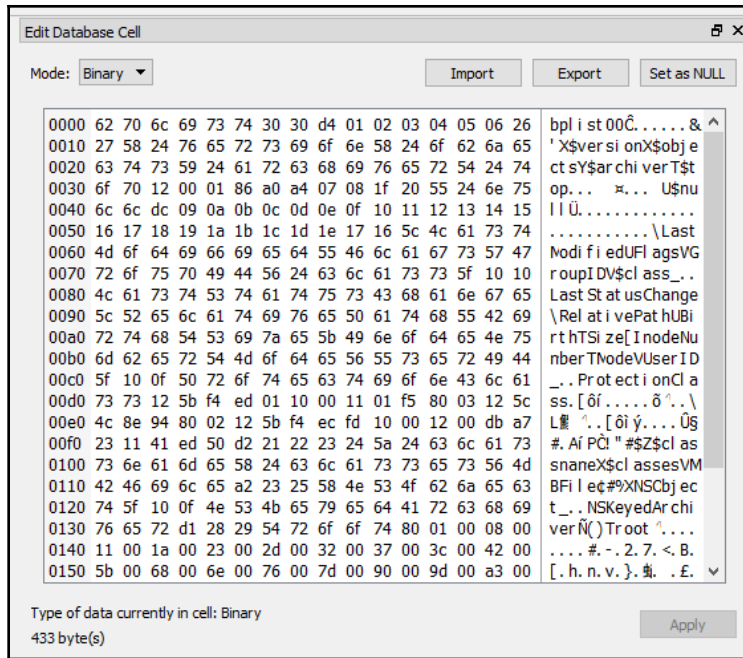 Edit Database Cell
Mode: Binary Import Export Set as NULL
0000 62 70 6c 69 73 74 30 30 d4 01 02 03 04 05 06 26 bplist00Ô......&
0010 27 58 24 76 65 72 73 69 6f 6e 58 24 6f 62 6a 65 'X$versionX$obje
0020 63 74 73 59 24 61 72 63 68 69 76 65 72 54 24 74 ctsY$archiverT$t
0030 6f 70 12 00 01 86 a0 a4 07 08 1f 20 55 24 6e 75 op... ¤... U$nu
0040 6c 6c dc 09 0a 0b 0c 0d 0e 0f 10 11 12 13 14 15 llÜ.............
0050 16 17 18 19 1a 1b 1c 1d 1e 17 16 5c 4c 61 73 74 ...........\Last
0060 4d 6f 64 69 66 69 65 64 55 46 6c 61 67 73 57 47 ModifiedUFlagsWG
0070 72 6f 75 70 49 44 56 24 63 6c 61 73 73 5f 10 10 roupIDV$class_..
0080 4c 61 73 74 53 74 61 74 75 73 43 68 61 6e 67 65 LastStatusChange
0090 5c 52 65 6c 61 74 69 76 65 50 61 74 68 55 42 69 \RelativePathUBi
00a0 72 74 68 54 53 69 7a 65 5b 49 6e 6f 64 65 4e 75 rthTSize[InodeNu
00b0 6d 62 65 72 54 4d 6f 64 65 56 55 73 65 72 49 44 mberTModeVUserID
00c0 5f 10 0f 50 72 6f 74 65 63 74 69 6f 6e 43 6c 61 _..ProtectionCla
00d0 73 73 12 5b f4 ed 01 10 00 11 01 f5 80 03 12 5c ss.[ôí.....õ ..\
00e0 4c 8e 94 80 02 12 5b f4 ec fd 10 00 12 00 db a7 L ..[ôìý....Û§
00f0 23 11 41 ed 50 d2 21 22 23 24 5a 24 63 6c 61 73 #.AíPÒ!"#$Z$clas
0100 73 6e 61 6d 65 58 24 63 6c 61 73 73 65 73 56 4d snameX$classesVM
0110 42 46 69 6c 65 a2 23 25 58 4e 53 4f 62 6a 65 63 BFile¢#%XNSObjec
0120 74 5f 10 0f 4e 53 4b 65 79 65 64 41 72 63 68 69 t_..NSKeyedArchi
0130 76 65 72 d1 28 29 54 72 6f 6f 74 80 01 00 08 00 verÑ()Troot ....
0140 11 00 1a 00 23 00 2d 00 32 00 37 00 3c 00 42 00 ....#.-.2.7.<.B.
0150 5b 00 68 00 6e 00 76 00 7d 00 90 00 9d 00 a3 00 [.h.n.v.}. . .£.
Type of data currently in cell: Binary
433 byte(s)
Apply